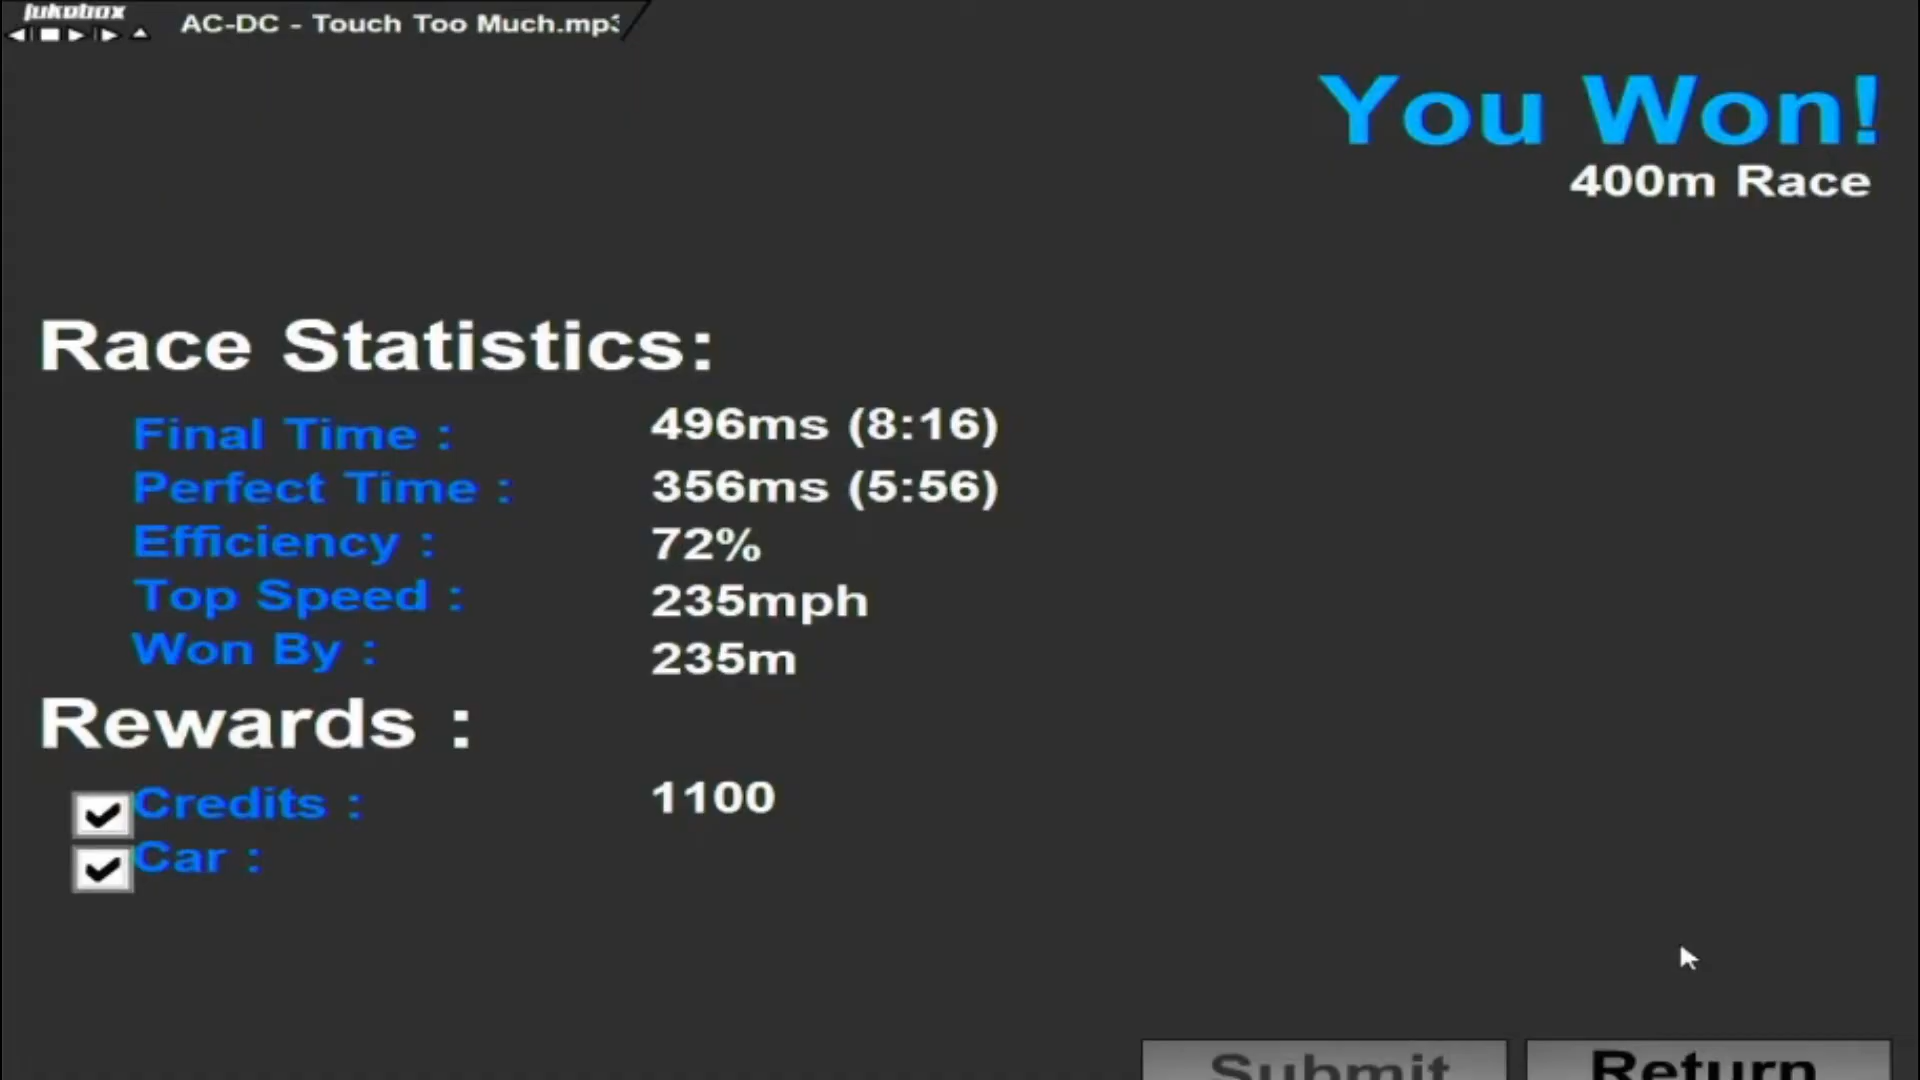 jukebox
AC-DC - Touch Too Much.mp3
You Won!
400m Race
Race Statistics:
Final Time : 496ms (8:16)
Perfect Time : 356ms (5:56)
Efficiency : 72%
Top Speed : 235mph
Won By : 235m
Rewards :
Credits : 1100
Car :
Submit Return